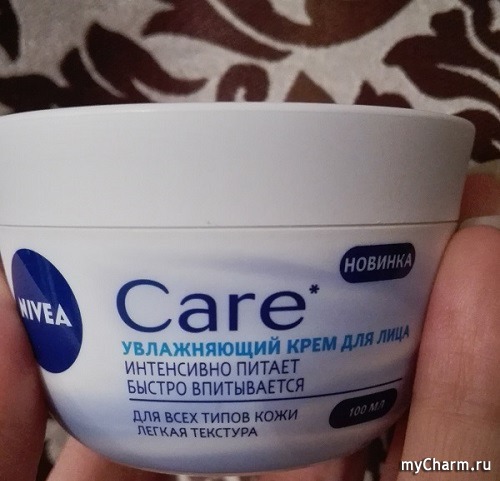 НОВИНКА
NIVEA
Care*
УВЛАЖНЯЮЩИЙ КРЕМ ДЛЯ ЛИЦА
ИНТЕНСИВНО ПИТАЕТ
БЫСТРО ВПИТЫВАЕТСЯ
ДЛЯ ВСЕХ ТИПОВ КОЖИ
ЛЕГКАЯ ТЕКСТУРА
100 МЛ
myCharm.ru